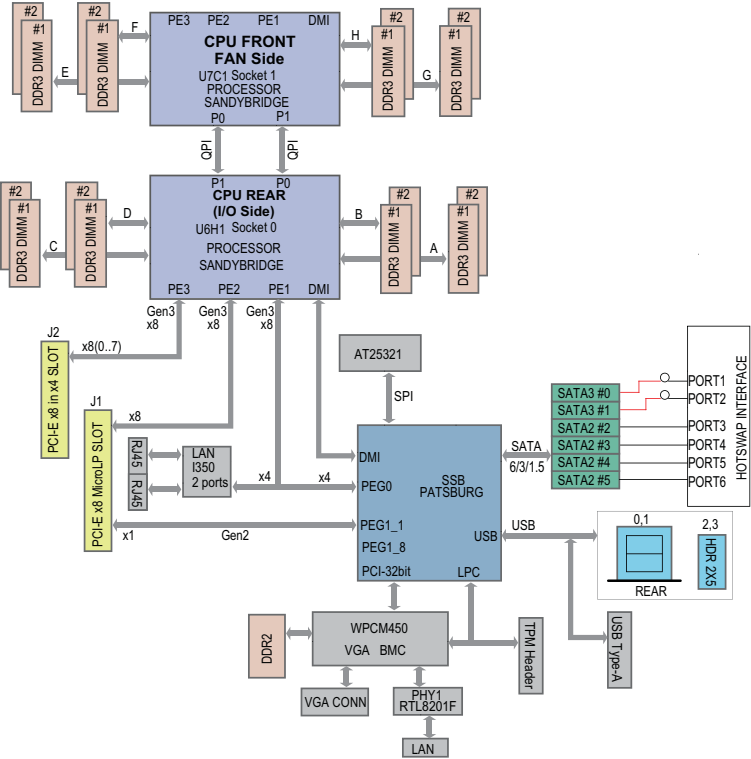 #2
#1
DDR3 DIMM
#2
#1
DDR3 DIMM
E
F
PE3 PE2 PE1 DMI
CPU FRONT
FAN Side
U7C1 Socket 1
PROCESSOR
SANDYBRIDGE
P0 P1
H
G
#2
#1
DDR3 DIMM
#2
#1
DDR3 DIMM
QPI
QPI
#2
#1
DDR3 DIMM
#2
#1
DDR3 DIMM
C
D
P1 P0
CPU REAR
(I/O Side)
U6H1 Socket 0
PROCESSOR
SANDYBRIDGE
PE3 PE2 PE1 DMI
B
A
#2
#1
DDR3 DIMM
#2
#1
DDR3 DIMM
Gen3
x8
Gen3
x8
Gen3
x8
J2
x8(0..7)
PCI-E x8 in x4 SLOT
J1
x8
PCI-E x8 MicroLP SLOT
AT25321
SPI
RJ45
RJ45
LAN
I350
2 ports
x4
x4
x1
Gen2
DMI
PEG0
SSB
PATSBURG
PEG1_1
PEG1_8
USB
PCI-32bit
LPC
SATA
6/3/1.5
SATA3 #0
SATA3 #1
SATA2 #2
SATA2 #3
SATA2 #4
SATA2 #5
PORT1
PORT2
PORT3
PORT4
PORT5
PORT6
HOTSWAP INTERFACE
USB
0,1
2,3
HDR 2X5
REAR
USB Type-A
DDR2
WPCM450
VGA BMC
TPM Header
VGA CONN
PHY1
RTL8201F
LAN